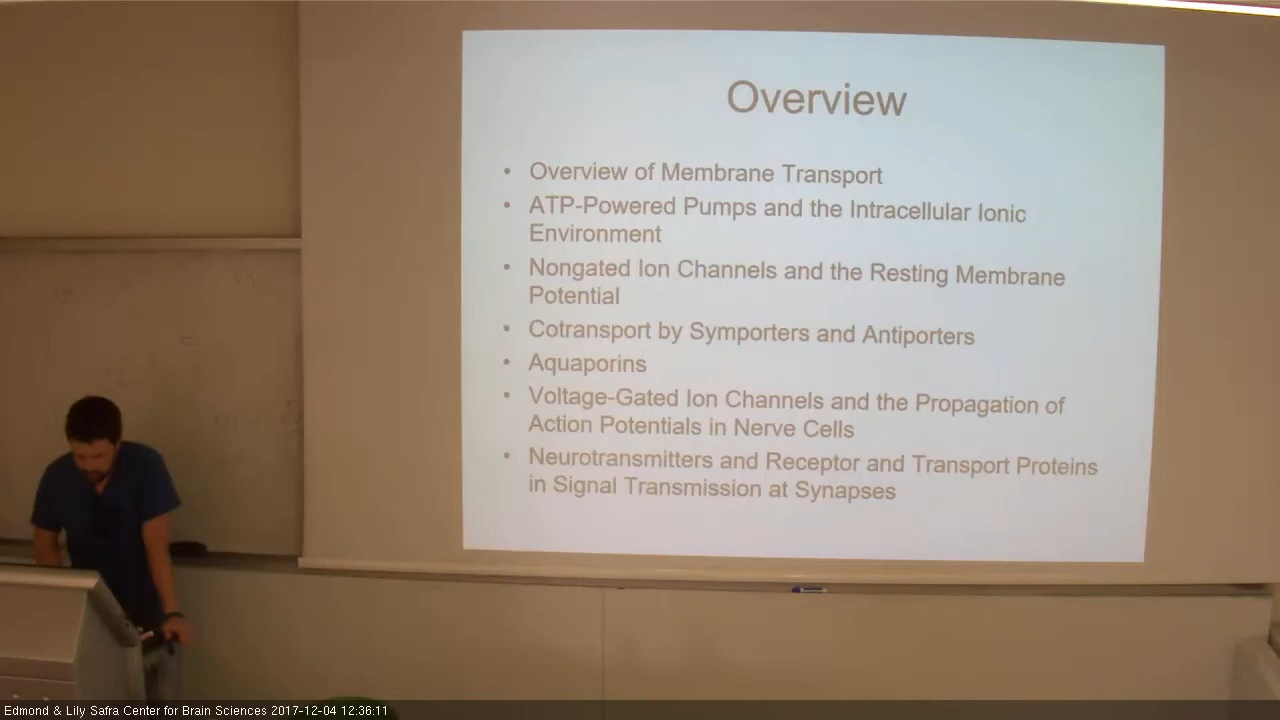 Overview
• Overview of Membrane Transport
• ATP-Powered Pumps and the Intracellular Ionic
Environment
• Nongated Ion Channels and the Resting Membrane
Potential
• Cotransport by Symporters and Antiporters
• Aquaporins
• Voltage-Gated Ion Channels and the Propagation of
Action Potentials in Nerve Cells
• Neurotransmitters and Receptor and Transport Proteins
in Signal Transmission at Synapses
Edmond & Lily Safra Center for Brain Sciences 2017-12-04 12:36:11